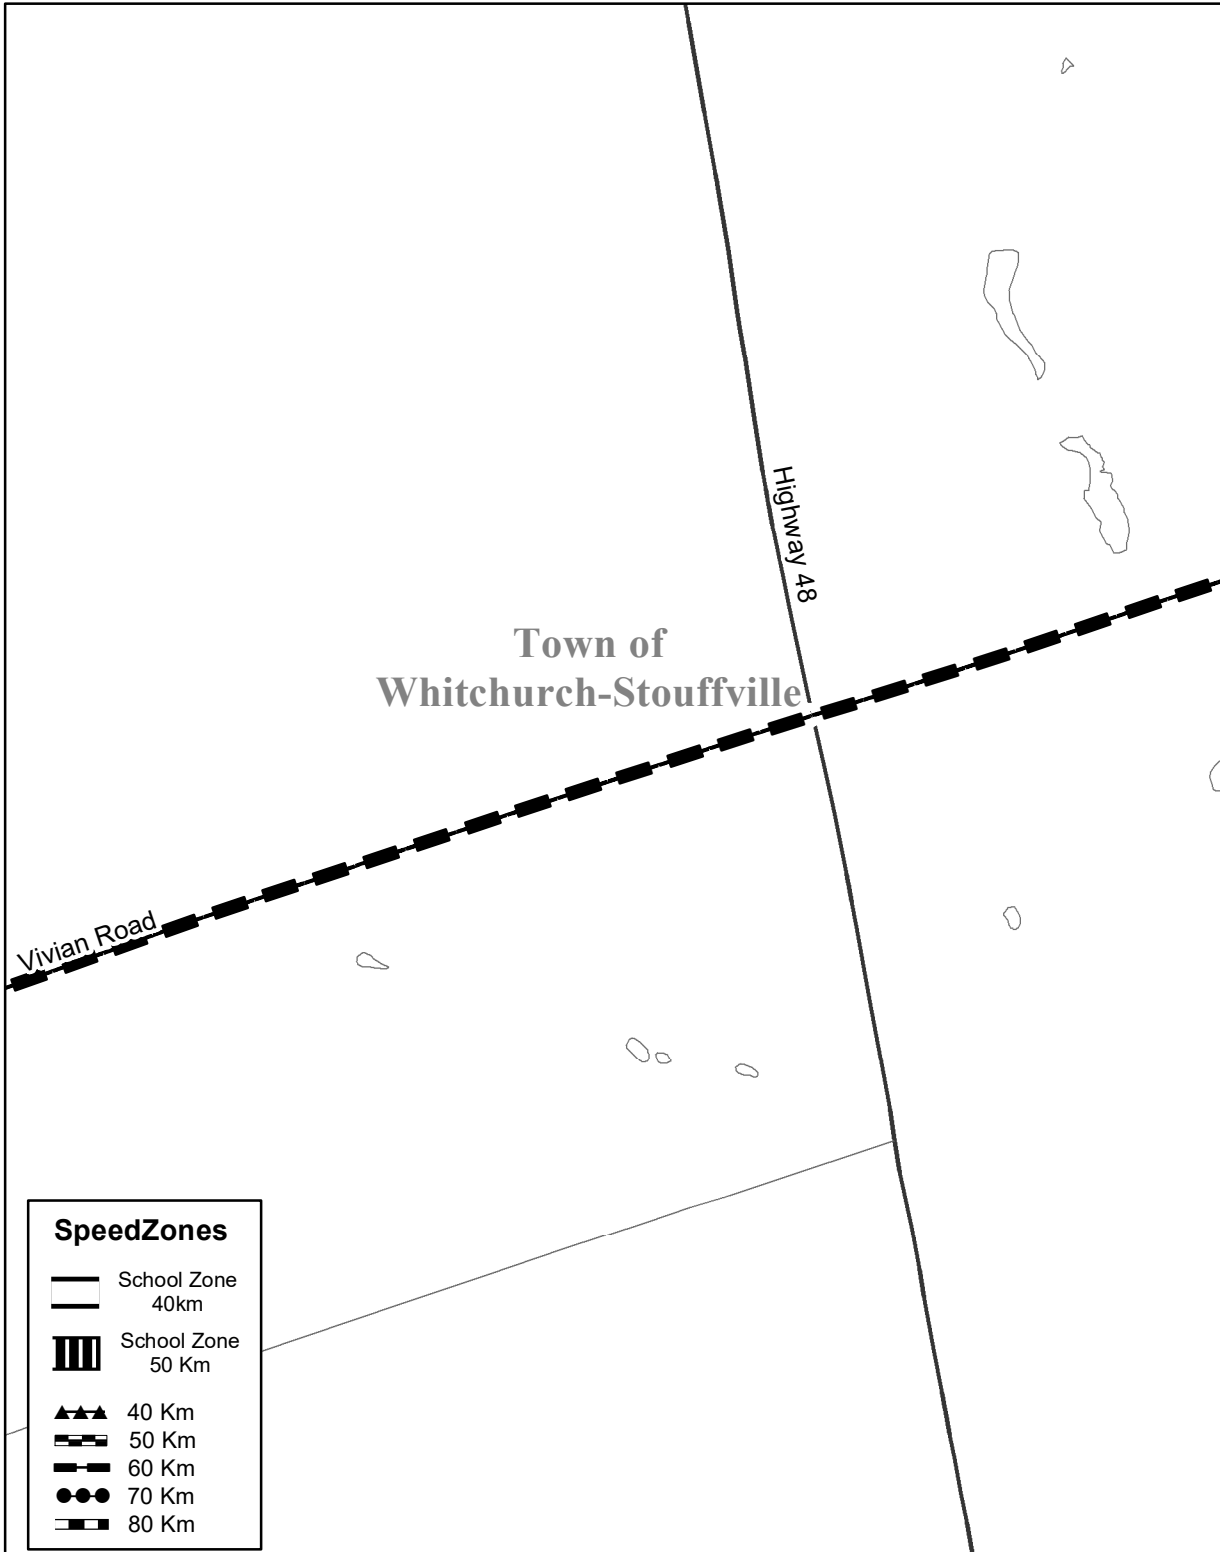 Highway 48
Town of
Whitchurch-Stouffville
Vivian Road
SpeedZones
School Zone
40km
School Zone
50 Km
40 Km
50 Km
60 Km
70 Km
80 Km